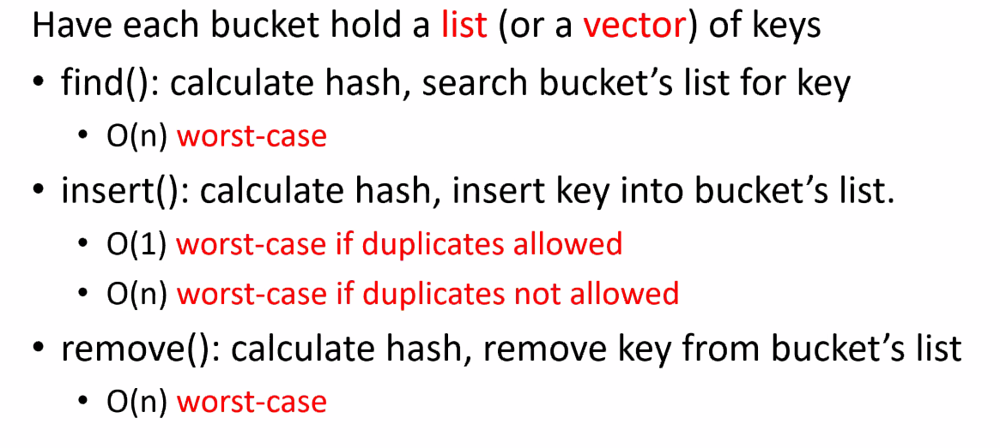 Have each bucket hold a list (or a vector) of keys
• find(): calculate hash, search bucket’s list for key
• O(n) worst-case
• insert(): calculate hash, insert key into bucket’s list.
• O(1) worst-case if duplicates allowed
• O(n) worst-case if duplicates not allowed
• remove(): calculate hash, remove key from bucket’s list
• O(n) worst-case